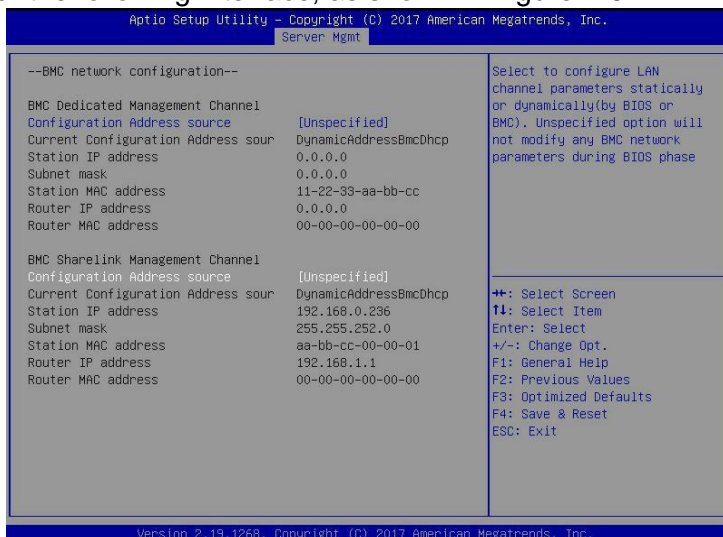 Aptio Setup Utility – Copyright (C) 2017 American Megatrends, Inc.
Server Mgmt
--BMC network configuration--
BMC Dedicated Management Channel
Configuration Address source [Unspecified]
Current Configuration Address sour DynamicAddressBmcDhcp
Station IP address 0.0.0.0
Subnet mask 0.0.0.0
Station MAC address 11-22-33-aa-bb-cc
Router IP address 0.0.0.0
Router MAC address 00-00-00-00-00-00
BMC Sharelink Management Channel
Configuration Address source [Unspecified]
Current Configuration Address sour DynamicAddressBmcDhcp
Station IP address 192.168.0.236
Subnet mask 255.255.252.0
Station MAC address aa-bb-cc-00-00-01
Router IP address 192.168.1.1
Router MAC address 00-00-00-00-00-00
Select to configure LAN
channel parameters statically
or dynamically(by BIOS or
BMC). Unspecified option will
not modify any BMC network
parameters during BIOS phase
→←: Select Screen
↑↓: Select Item
Enter: Select
+/-: Change Opt.
F1: General Help
F2: Previous Values
F3: Optimized Defaults
F4: Save & Reset
ESC: Exit
Version 2.19.1268. Copyright (C) 2017 American Megatrends, Inc.